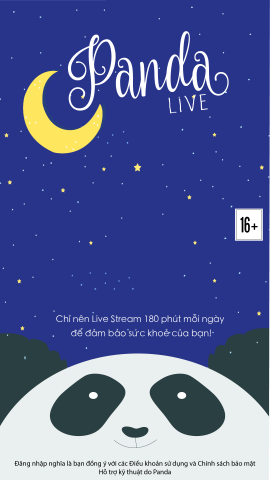 Panda
LIVE
16+
Chỉ nên Live Stream 180 phút mỗi ngày
để đảm bảo sức khoẻ của bạn!
Đăng nhập nghĩa là bạn đồng ý với các Điều khoản sử dụng và Chính sách bảo mật
Hỗ trợ kỹ thuật do Panda